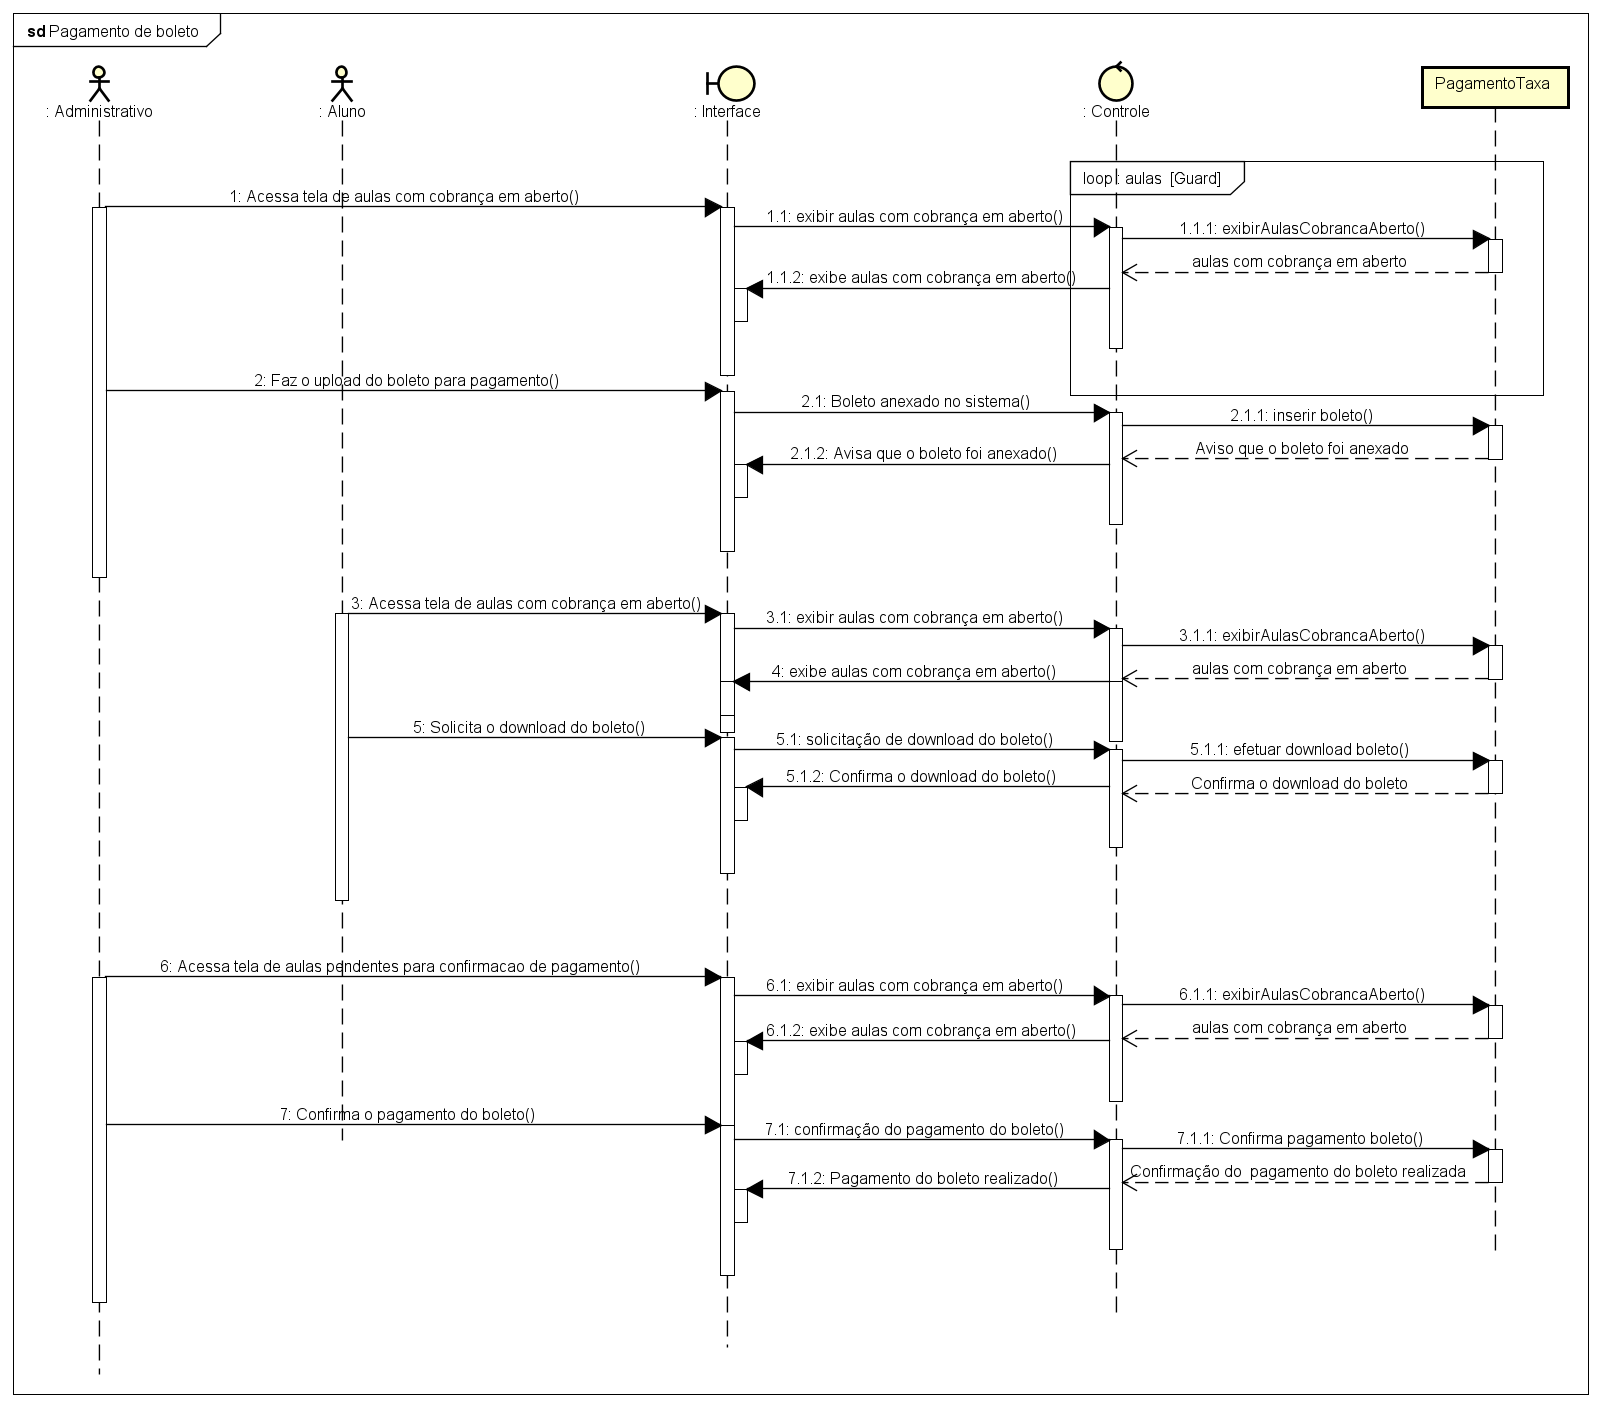 sd Pagamento de boleto
: Administrativo
: Aluno
: Interface
: Controle
PagamentoTaxa
loop : aulas [Guard]
1: Acessa tela de aulas com cobrança em aberto()
1.1: exibir aulas com cobrança em aberto()
1.1.1: exibirAulasCobrancaAberto()
aulas com cobrança em aberto
1.1.2: exibe aulas com cobrança em aberto()
2: Faz o upload do boleto para pagamento()
2.1: Boleto anexado no sistema()
2.1.1: inserir boleto()
Aviso que o boleto foi anexado
2.1.2: Avisa que o boleto foi anexado()
3: Acessa tela de aulas com cobrança em aberto()
3.1: exibir aulas com cobrança em aberto()
3.1.1: exibirAulasCobrancaAberto()
aulas com cobrança em aberto
4: exibe aulas com cobrança em aberto()
5: Solicita o download do boleto()
5.1: solicitação de download do boleto()
5.1.1: efetuar download boleto()
5.1.2: Confirma o download do boleto()
Confirma o download do boleto
6: Acessa tela de aulas pendentes para confirmacao de pagamento()
6.1: exibir aulas com cobrança em aberto()
6.1.1: exibirAulasCobrancaAberto()
aulas com cobrança em aberto
6.1.2: exibe aulas com cobrança em aberto()
7: Confirma o pagamento do boleto()
7.1: confirmação do pagamento do boleto()
7.1.1: Confirma pagamento boleto()
Confirmação do  pagamento do boleto realizada
7.1.2: Pagamento do boleto realizado()